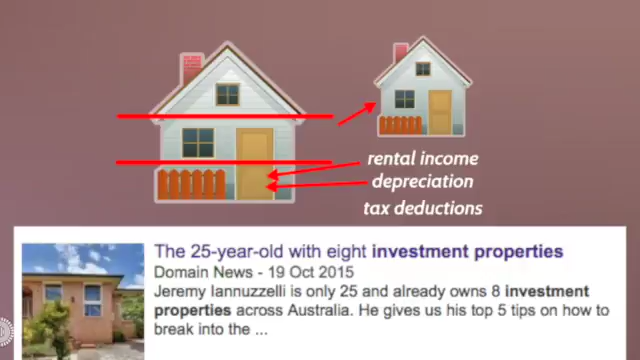 rental income
depreciation
tax deductions
The 25-year-old with eight investment properties
Domain News - 19 Oct 2015
Jeremy Iannuzzelli is only 25 and already owns 8 investment
properties across Australia. He gives us his top 5 tips on how to
break into the ...